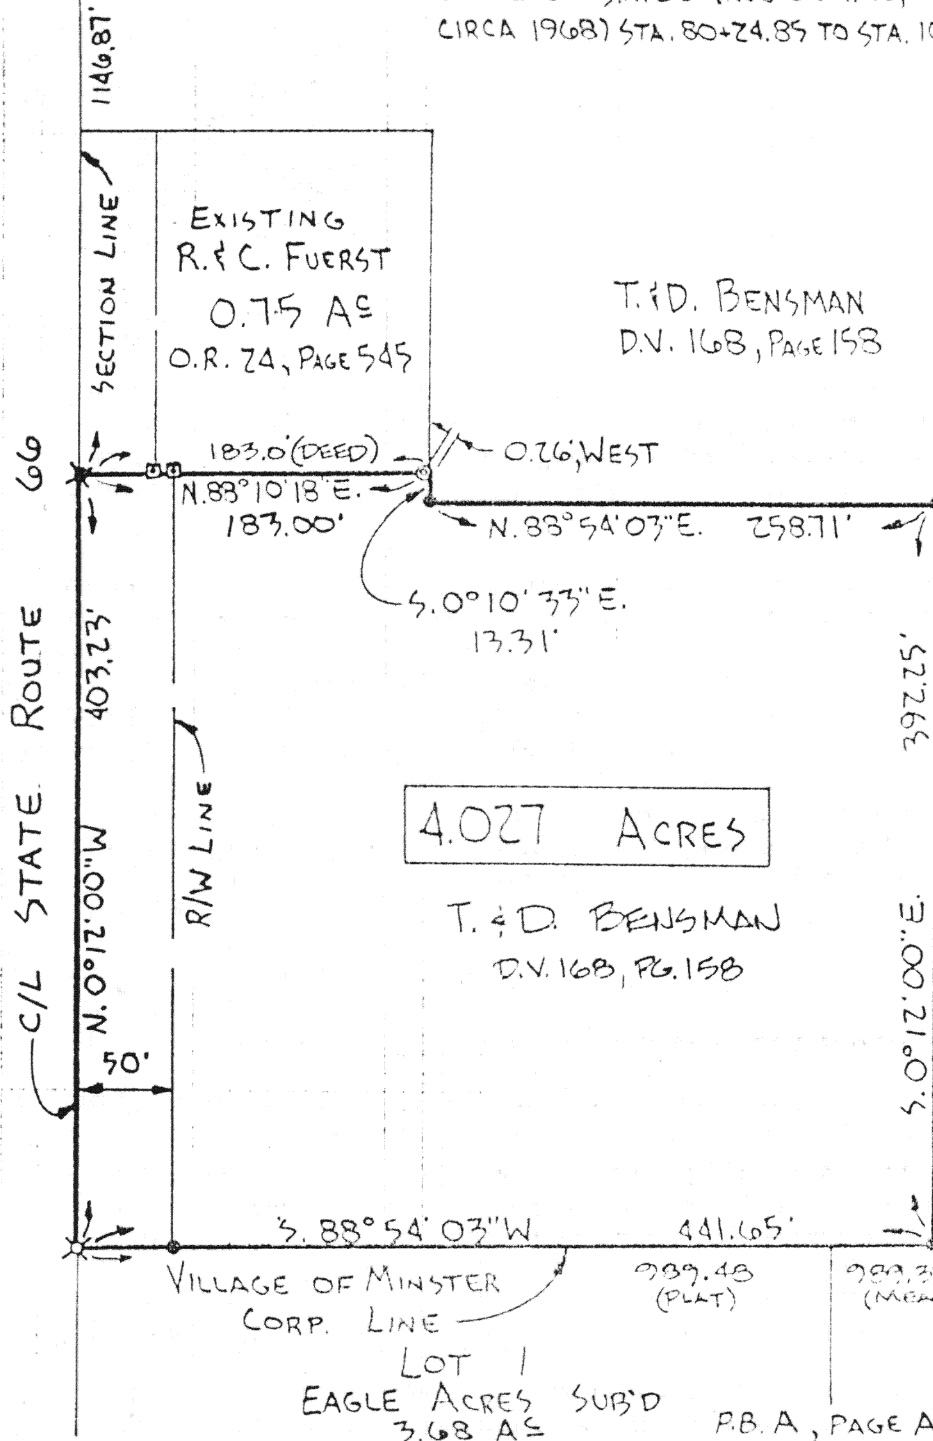 1146.87'
CIRCA 1968) STA. 80+24.85 TO STA.
SECTION LINE
EXISTING
R. & C. FUERST
0.75 Ac
O.R. 24, PAGE 545
T. & D. BENSMAN
D.V. 168, PAGE 158
183.0' (DEED)
0.26', WEST
N. 88° 10' 18" E.
183.00'
N. 88° 54' 03" E. 258.71'
S. 0° 10' 33" E.
13.31'
C/L STATE ROUTE 66
N. 0° 12' 00" W 403.23'
R/W LINE
50'
4.027 ACRES
T. & D. BENSMAN
D.V. 168, PG. 158
S. 0° 12' 00" E. 392.25'
S. 88° 54' 03" W 441.65'
VILLAGE OF MINSTER
CORP. LINE
989.48
(PLAT)
LOT 1
EAGLE ACRES SUB'D
3.68 Ac
P.B. A, PAGE A